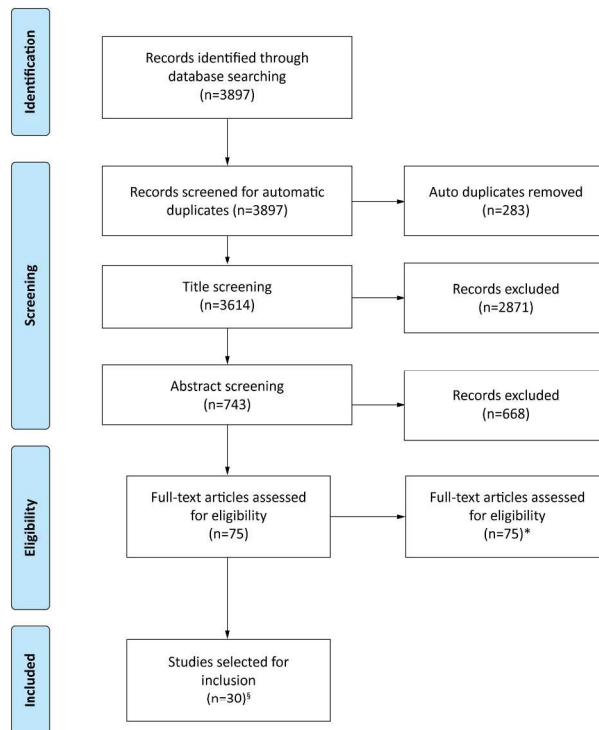 Identification
Records identified through
database searching
(n=3897)
Screening
Records screened for automatic
duplicates (n=3897)
Auto duplicates removed
(n=283)
Title screening
(n=3614)
Records excluded
(n=2871)
Abstract screening
(n=743)
Records excluded
(n=668)
Eligibility
Full-text articles assessed
for eligibility
(n=75)
Full-text articles assessed
for eligibility
(n=75)*
Included
Studies selected for
inclusion
(n=30)§